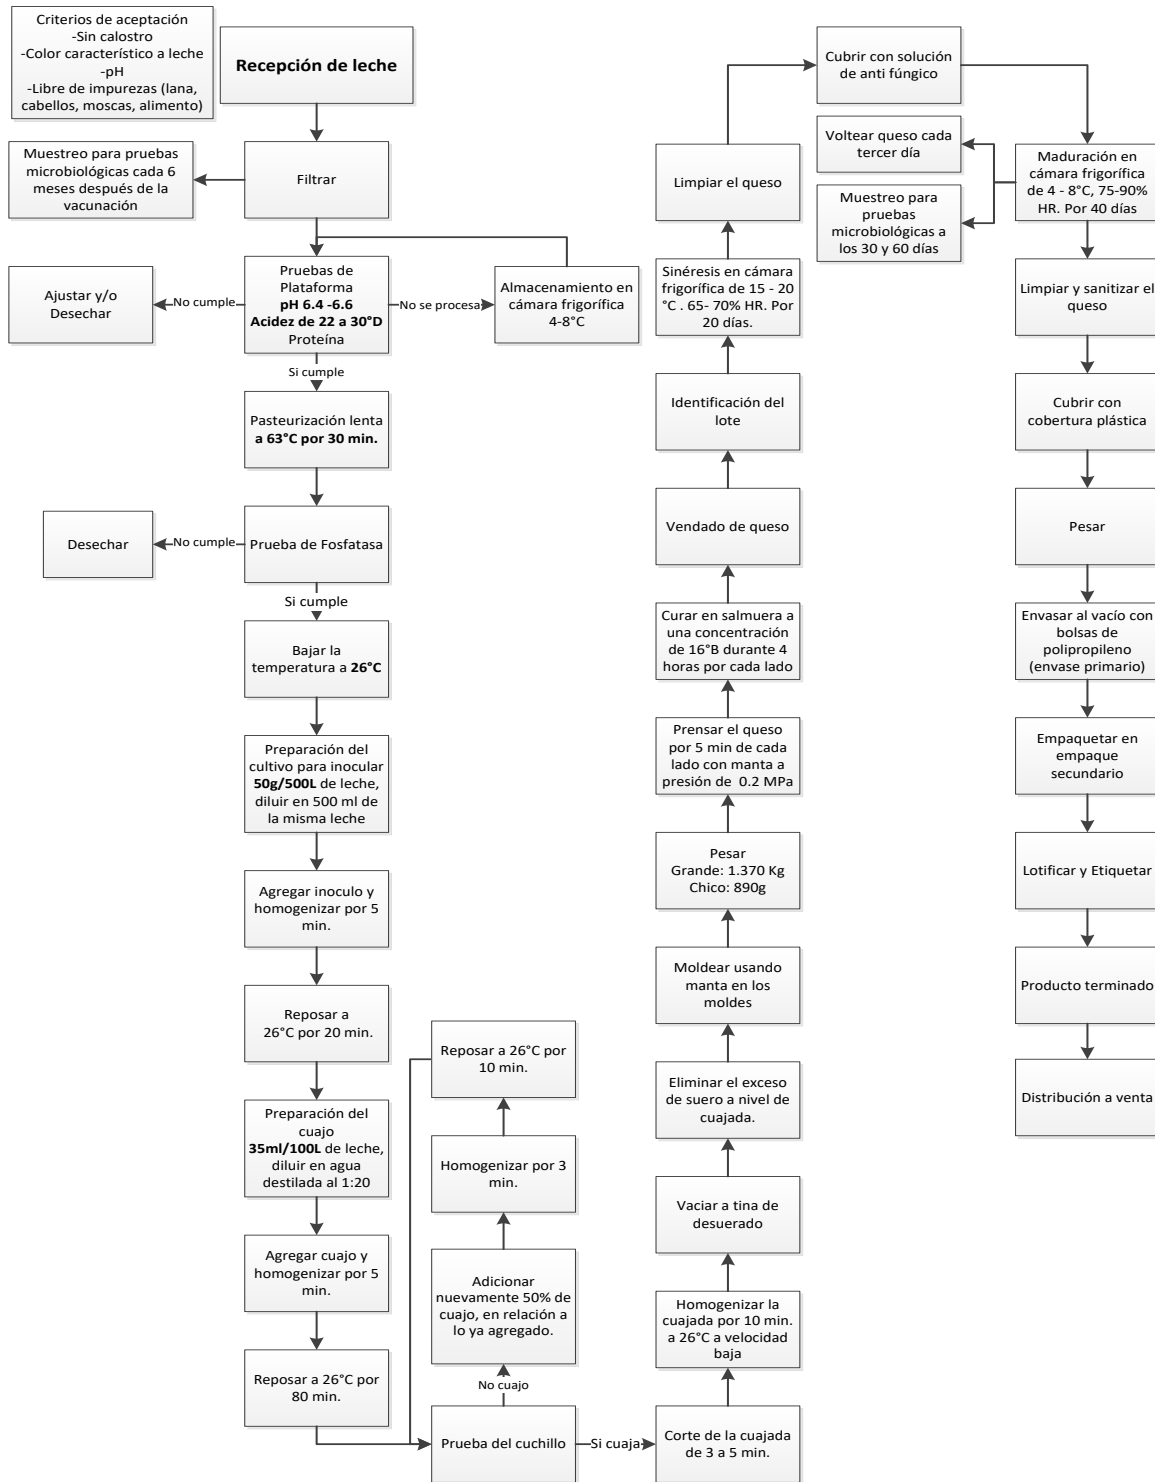 Criterios de aceptación
-Sin calostro
-Color característico a leche
-pH
-Libre de impurezas (lana,
cabellos, moscas, alimento)
Recepción de leche
Muestreo para pruebas
microbiológicas cada 6
meses después de la
vacunación
Filtrar
Ajustar y/o
Desechar
No cumple
Pruebas de
Plataforma
pH 6.4 -6.6
Acidez de 22 a 30°D
Proteína
No se procesa
Almacenamiento en
cámara frigorífica
4-8°C
Si cumple
Pasteurización lenta
a 63°C por 30 min.
Desechar
No cumple
Prueba de Fosfatasa
Si cumple
Bajar la
temperatura a 26°C
Preparación del
cultivo para inocular
50g/500L de leche,
diluir en 500 ml de
la misma leche
Agregar inoculo y
homogenizar por 5
min.
Reposar a
26°C por 20 min.
Preparación del
cuajo
35ml/100L de leche,
diluir en agua
destilada al 1:20
Agregar cuajo y
homogenizar por 5
min.
Reposar a 26°C por
80 min.
Prueba del cuchillo
No cuajo
Adicionar
nuevamente 50% de
cuajo, en relación a
lo ya agregado.
Homogenizar por 3
min.
Reposar a 26°C por
10 min.
Si cuaja
Corte de la cuajada
de 3 a 5 min.
Homogenizar la
cuajada por 10 min.
a 26°C a velocidad
baja
Vaciar a tina de
desuerado
Eliminar el exceso
de suero a nivel de
cuajada.
Moldear usando
manta en los
moldes
Pesar
Grande: 1.370 Kg
Chico: 890g
Prensar el queso
por 5 min de cada
lado con manta a
presión de 0.2 MPa
Curar en salmuera a
una concentración
de 16°B durante 4
horas por cada lado
Vendado de queso
Identificación del
lote
Sinéresis en cámara
frigorífica de 15 - 20
°C . 65- 70% HR. Por
20 días.
Limpiar el queso
Cubrir con solución
de anti fúngico
Voltear queso cada
tercer día
Muestreo para
pruebas
microbiológicas a
los 30 y 60 días
Maduración en
cámara frigorífica
de 4 - 8°C, 75-90%
HR. Por 40 días
Limpiar y sanitizar el
queso
Cubrir con
cobertura plástica
Pesar
Envasar al vacío con
bolsas de
polipropileno
(envase primario)
Empaquetar en
empaque
secundario
Lotificar y Etiquetar
Producto terminado
Distribución a venta